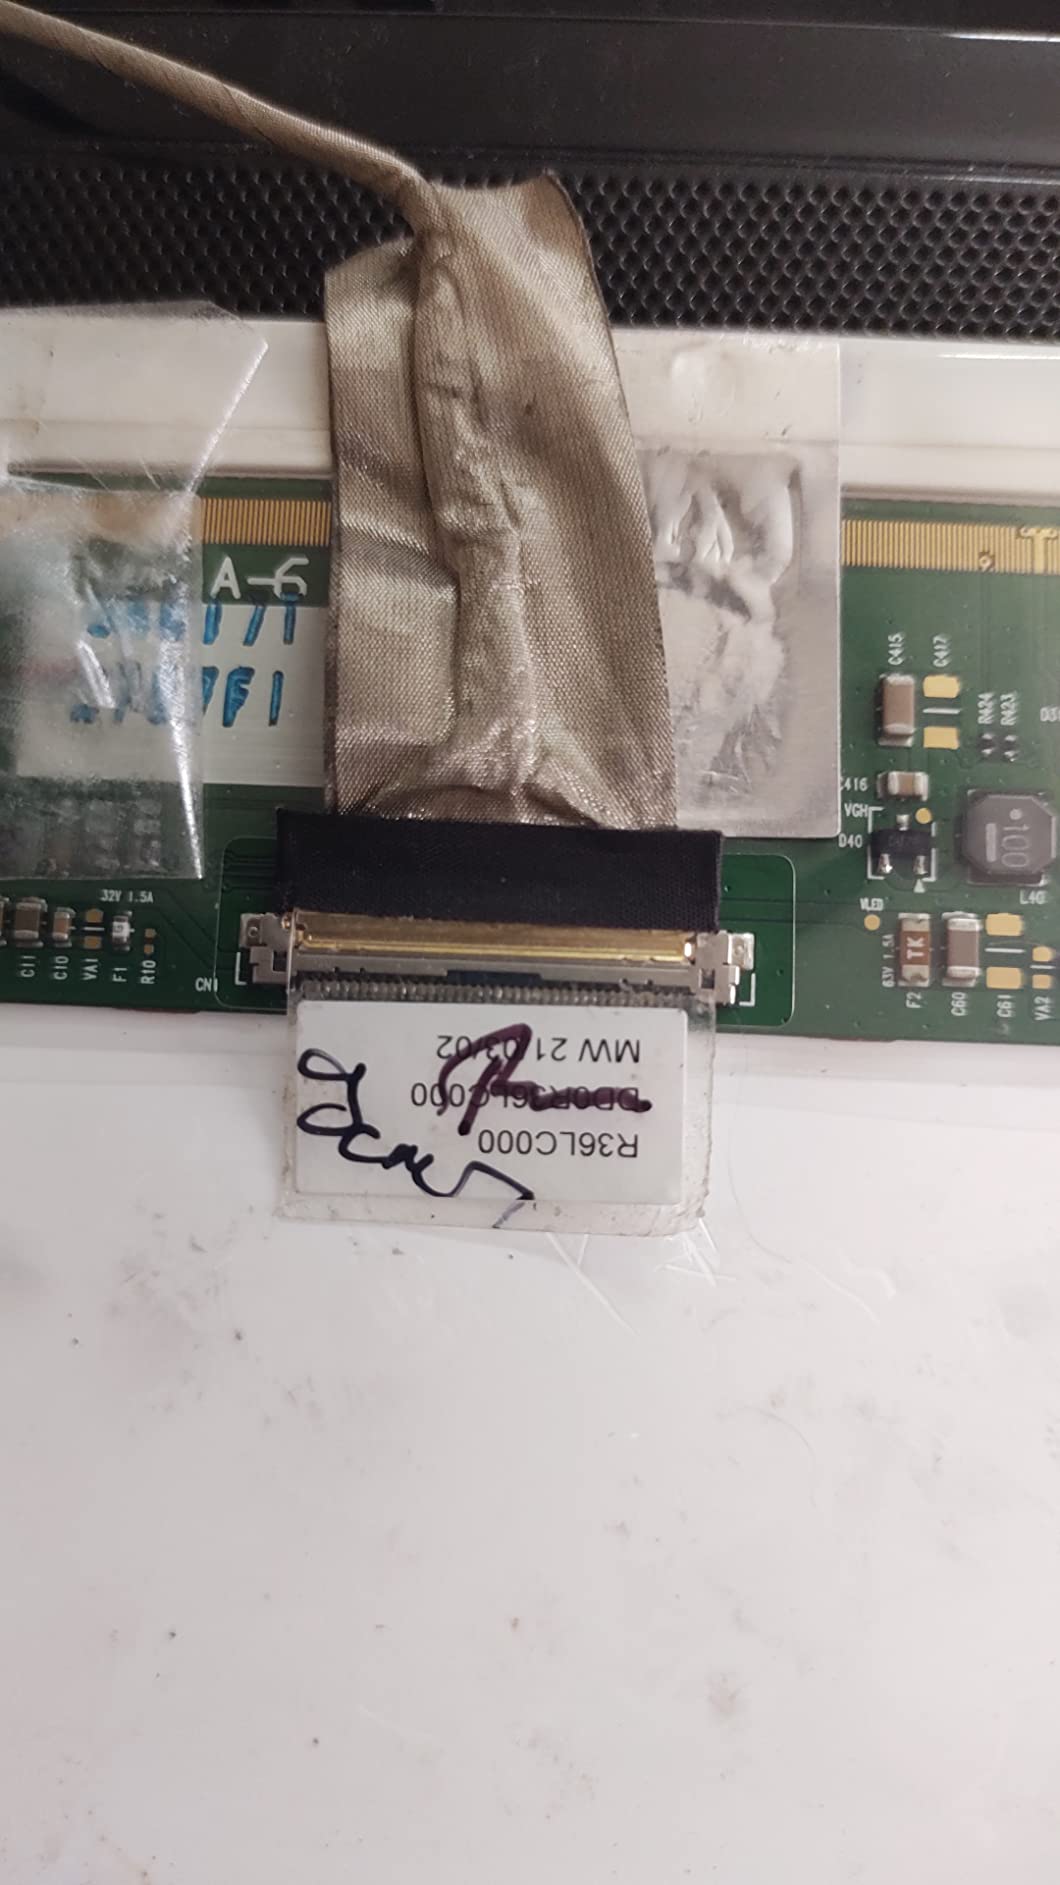 A-6
C415
C417
R424
R423
C416
VGH
D40
100
L40
VLED
32V 1.5A
63V 1.5A
TK
C11
C10
VA1
F1
R10
CN1
F2
C60
C61
VA2
R36LC000
DD0R36LC000
MW 21/03/02